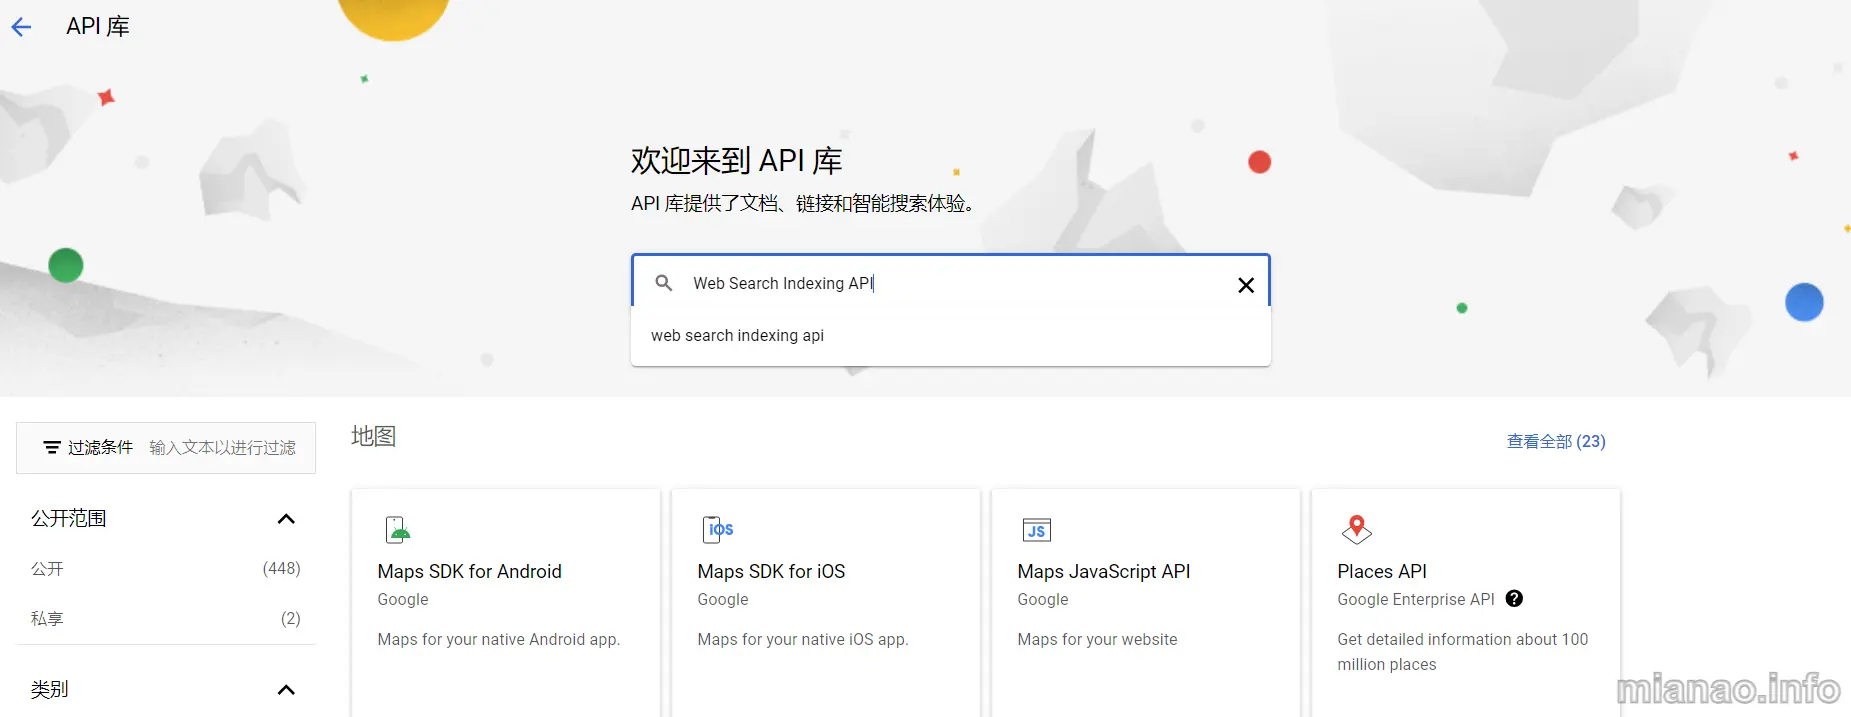 API 库
欢迎来到 API 库
API 库提供了文档、链接和智能搜索体验。
Web Search Indexing API
web search indexing api
过滤条件 输入文本以进行过滤
公开范围
公开 (448)
私享 (2)
类别
地图
查看全部 (23)
iOS
JS
Maps SDK for Android
Google
Maps for your native Android app.
Maps SDK for iOS
Google
Maps for your native iOS app.
Maps JavaScript API
Google
Maps for your website
Places API
Google Enterprise API ?
Get detailed information about 100
million places
mianao.info